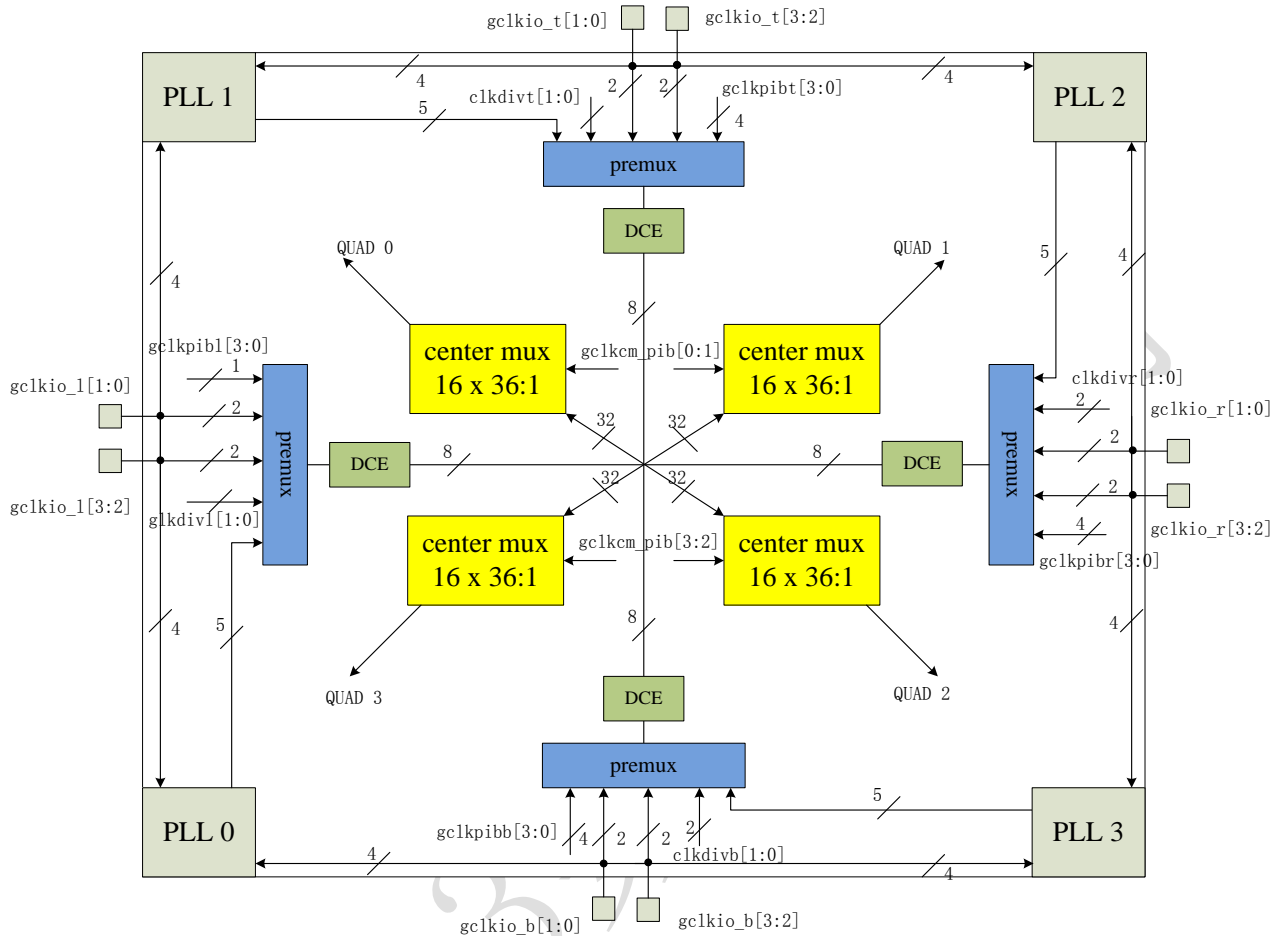 gclkio_t[1:0]
gclkio_t[3:2]
PLL 1
4
4
PLL 2
5
clkdivt[1:0]
2
2
gclkpibt[3:0]
4
premux
DCE
QUAD 0
QUAD 1
4
5
4
8
gclkpibl[3:0]
1
center mux
16 x 36:1
gclkcm_pib[0:1]
center mux
16 x 36:1
clkdivr[1:0]
gclkio_l[1:0]
2
2
gclkio_r[1:0]
premux
32
32
2
DCE
8
8
DCE
premux
2
32
32
2
gclkio_l[3:2]
glkdivl[1:0]
4
gclkio_r[3:2]
center mux
16 x 36:1
gclkcm_pib[3:2]
center mux
16 x 36:1
gclkpibr[3:0]
4
5
8
4
QUAD 3
DCE
QUAD 2
premux
PLL 0
5
PLL 3
gclkpibb[3:0]
4
2
2
2
4
clkdivb[1:0]
4
gclkio_b[1:0]
gclkio_b[3:2]